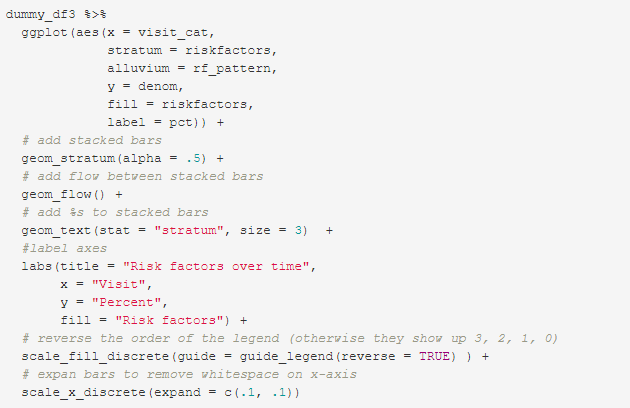 dummy_df3 %>%
  ggplot(aes(x = visit_cat,
             stratum = riskfactors,
             alluvium = rf_pattern,
             y = denom,
             fill = riskfactors,
             label = pct)) +
  # add stacked bars
  geom_stratum(alpha = .5) +
  # add flow between stacked bars
  geom_flow() +
  # add %s to stacked bars
  geom_text(stat = "stratum", size = 3)  +
  #label axes
  labs(title = "Risk factors over time",
       x = "Visit",
       y = "Percent",
       fill = "Risk factors") +
  # reverse the order of the legend (otherwise they show up 3, 2, 1, 0)
  scale_fill_discrete(guide = guide_legend(reverse = TRUE) ) +
  # expan bars to remove whitespace on x-axis
  scale_x_discrete(expand = c(.1, .1))